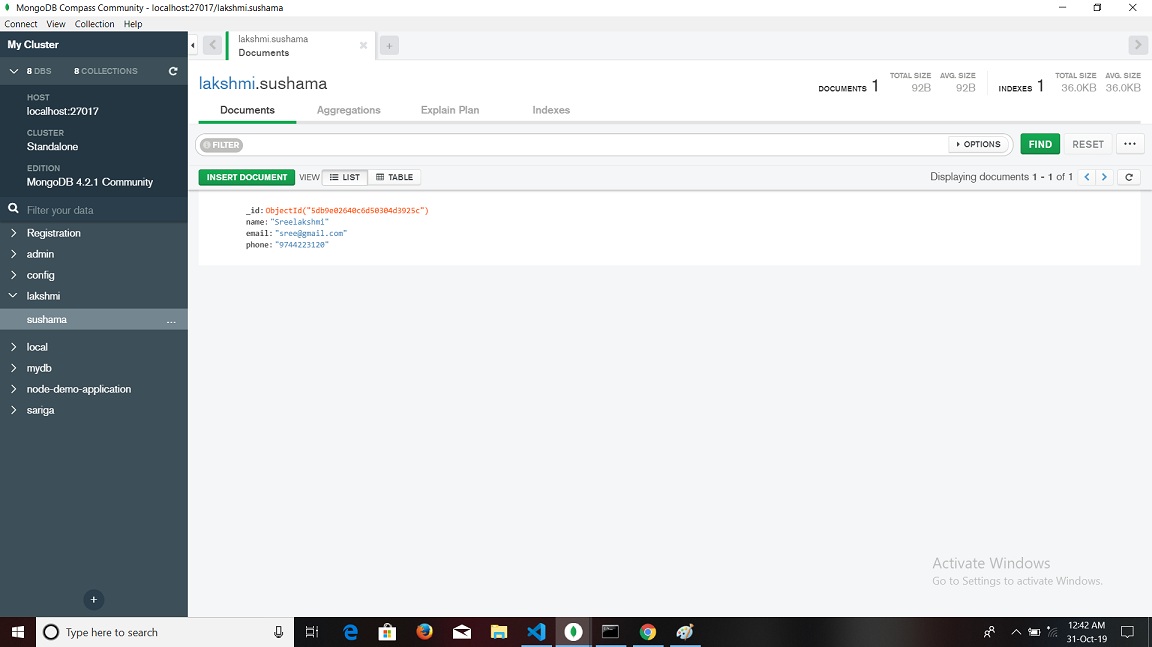 MongoDB Compass Community - localhost:27017/lakshmi.sushama
Connect View Collection Help
My Cluster
8 DBS 8 COLLECTIONS
HOST
localhost:27017
CLUSTER
Standalone
EDITION
MongoDB 4.2.1 Community
Filter your data
Registration
admin
config
lakshmi
sushama ...
local
mydb
node-demo-application
sariga
+
lakshmi.sushama
Documents
+
lakshmi.sushama
DOCUMENTS 1
TOTAL SIZE AVG. SIZE
92B 92B
INDEXES 1
TOTAL SIZE AVG. SIZE
36.0KB 36.0KB
Documents Aggregations Explain Plan Indexes
FILTER OPTIONS FIND RESET ...
INSERT DOCUMENT VIEW LIST TABLE Displaying documents 1 - 1 of 1
_id: ObjectId("5db9e02640c6d50304d3925c")
name: "Sreelakshmi"
email: "sree@gmail.com"
phone: "9744223120"
Activate Windows
Go to Settings to activate Windows.
Type here to search
12:42 AM
31-Oct-19